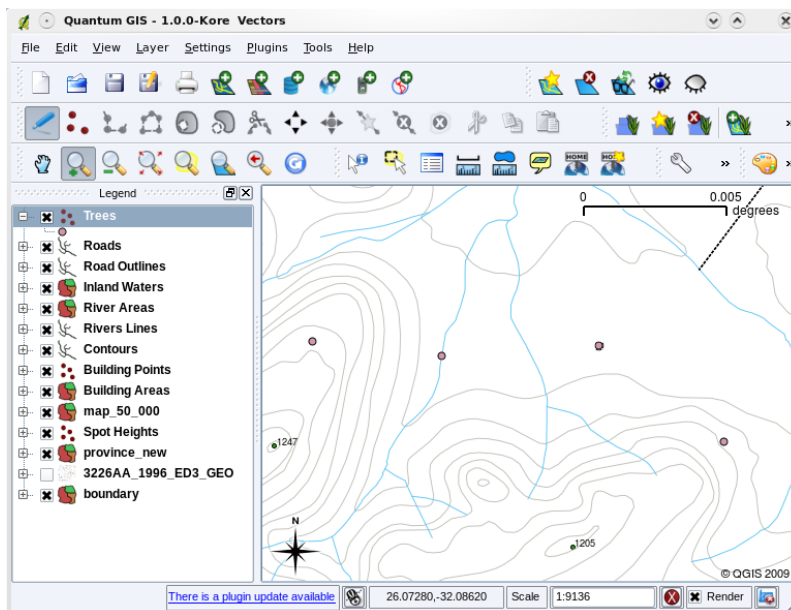 Quantum GIS - 1.0.0-Kore Vectors
File Edit View Layer Settings Plugins Tools Help
HOME HOME
Legend
Trees
Roads
Road Outlines
Inland Waters
River Areas
Rivers Lines
Contours
Building Points
Building Areas
map_50_000
Spot Heights
province_new
3226AA_1996_ED3_GEO
boundary
0 0.005
degrees
1247
1205
N
© QGIS 2009
There is a plugin update available 26.07280,-32.08620 Scale 1:9136 Render